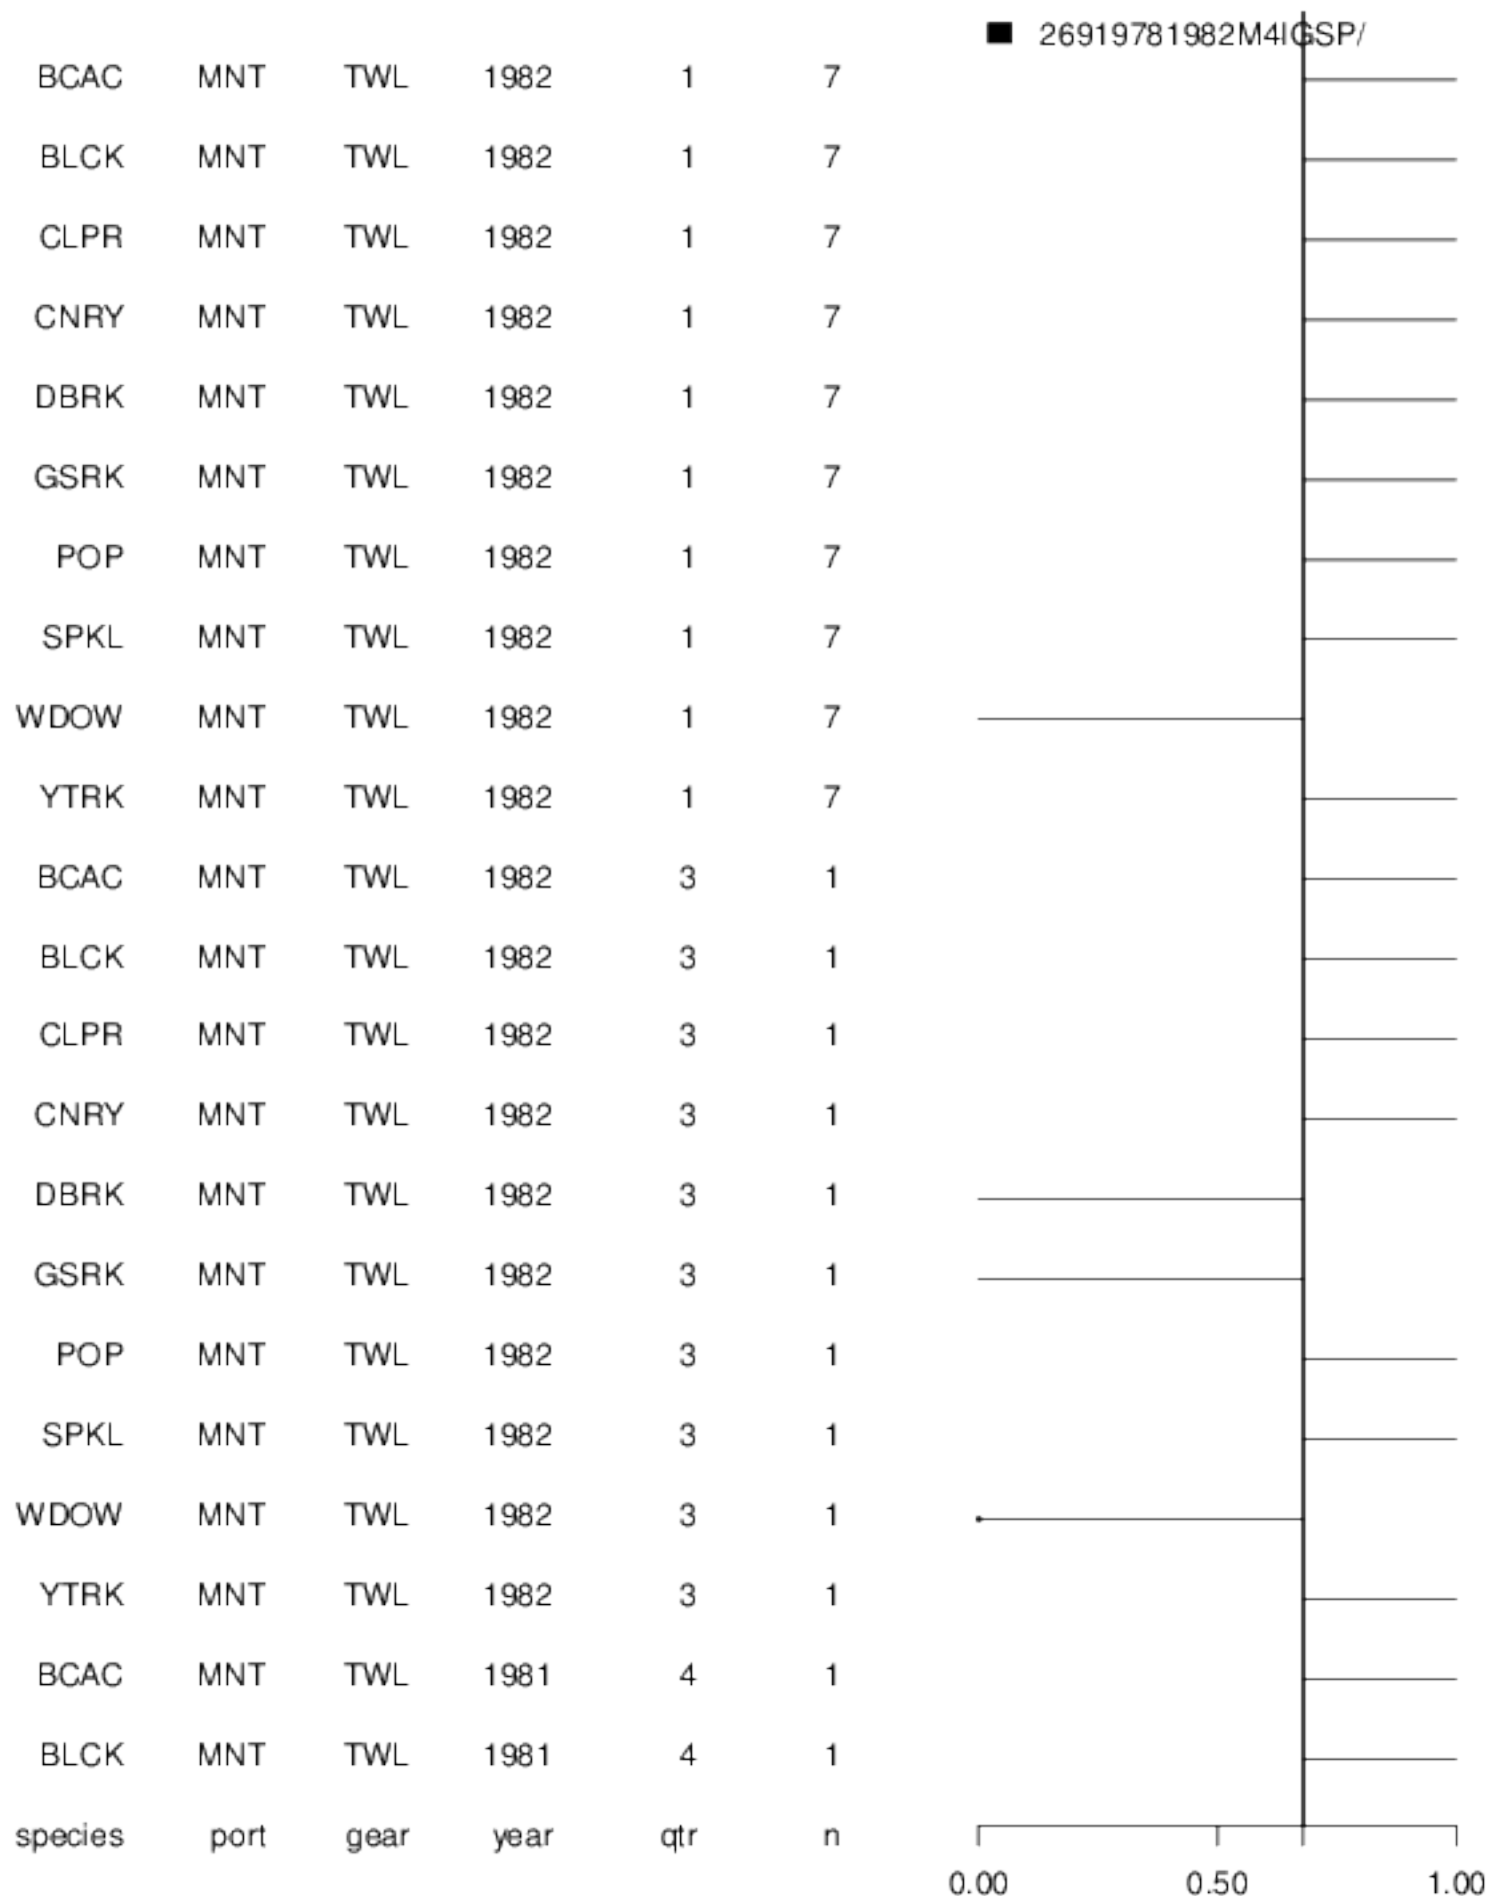 26919781982M4IGSP/
BCAC MNT TWL 1982 1 7
BLCK MNT TWL 1982 1 7
CLPR MNT TWL 1982 1 7
CNRY MNT TWL 1982 1 7
DBRK MNT TWL 1982 1 7
GSRK MNT TWL 1982 1 7
POP MNT TWL 1982 1 7
SPKL MNT TWL 1982 1 7
WDOW MNT TWL 1982 1 7
YTRK MNT TWL 1982 1 7
BCAC MNT TWL 1982 3 1
BLCK MNT TWL 1982 3 1
CLPR MNT TWL 1982 3 1
CNRY MNT TWL 1982 3 1
DBRK MNT TWL 1982 3 1
GSRK MNT TWL 1982 3 1
POP MNT TWL 1982 3 1
SPKL MNT TWL 1982 3 1
WDOW MNT TWL 1982 3 1
YTRK MNT TWL 1982 3 1
BCAC MNT TWL 1981 4 1
BLCK MNT TWL 1981 4 1
species port gear year qtr n
0.00 0.50 1.00